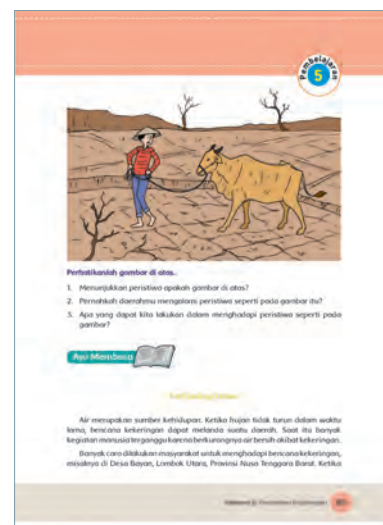 Pembelajaran
5
Perhatikanlah gambar di atas.
1. Menunjukkan peristiwa apakah gambar di atas?
2. Pernahkah daerahmu mengalami peristiwa seperti pada gambar itu?
3. Apa yang dapat kita lakukan dalam menghadapi peristiwa seperti pada
gambar?
Ayo Membaca
Air merupakan sumber kehidupan. Ketika hujan tidak turun dalam waktu
lama, bencana kekeringan dapat melanda suatu daerah. Saat itu banyak
kegiatan manusia terganggu karena berkurangnya air bersih akibat kekeringan.
Banyak cara dilakukan masyarakat untuk menghadapi bencana kekeringan,
misalnya di Desa Bayan, Lombok Utara, Provinsi Nusa Tenggara Barat. Ketika